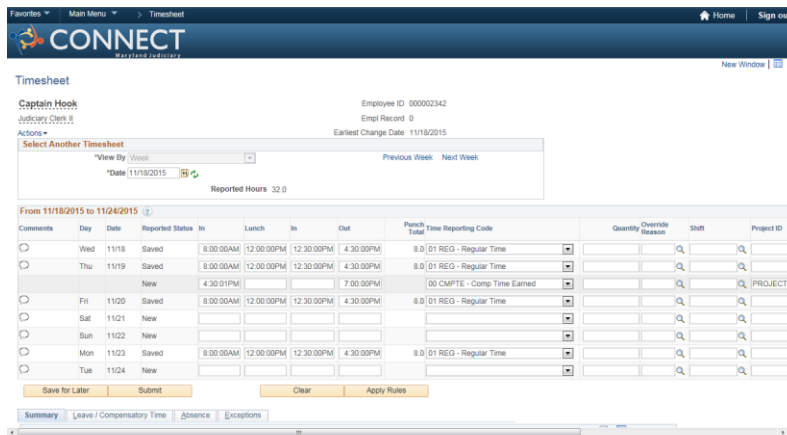 Favorites Main Menu > Timesheet Home Sign ou
CONNECT
Maryland Judiciary
New Window
Timesheet
Captain Hook Employee ID 000002342
Judiciary Clerk II Empl Record 0
Actions Earliest Change Date 11/18/2015
Select Another Timesheet
*View By Week Previous Week Next Week
*Date 11/18/2015
Reported Hours 32.0
From 11/18/2015 to 11/24/2015
Comments Day Date Reported Status In Lunch In Out Punch Total Time Reporting Code Quantity Override Reason Shift Project ID
Wed 11/18 Saved 8:00:00AM 12:00:00PM 12:30:00PM 4:30:00PM 8.0 01 REG - Regular Time
Thu 11/19 Saved 8:00:00AM 12:00:00PM 12:30:00PM 4:30:00PM 8.0 01 REG - Regular Time
New 4:30:01PM 7:00:00PM 00 CMPTE - Comp Time Earned PROJECT
Fri 11/20 Saved 8:00:00AM 12:00:00PM 12:30:00PM 4:30:00PM 8.0 01 REG - Regular Time
Sat 11/21 New
Sun 11/22 New
Mon 11/23 Saved 8:00:00AM 12:00:00PM 12:30:00PM 4:30:00PM 8.0 01 REG - Regular Time
Tue 11/24 New
Save for Later Submit Clear Apply Rules
Summary Leave / Compensatory Time Absence Exceptions